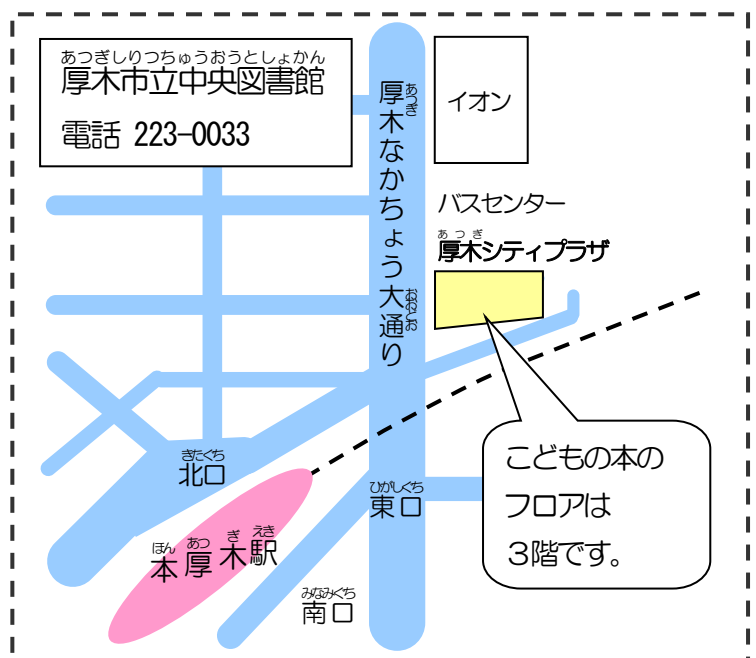 あつぎしりつちゅうおうとしょかん
厚木市立中央図書館
電話 223-0033
イオン
あつぎ
おおどお
厚木なかちょう大通り
バスセンター
あつぎ
厚木シティプラザ
こどもの本の
フロアは
3階です。
きたぐち
北口
ひがしぐち
東口
ほんあつぎえき
本厚木駅
みなみぐち
南口